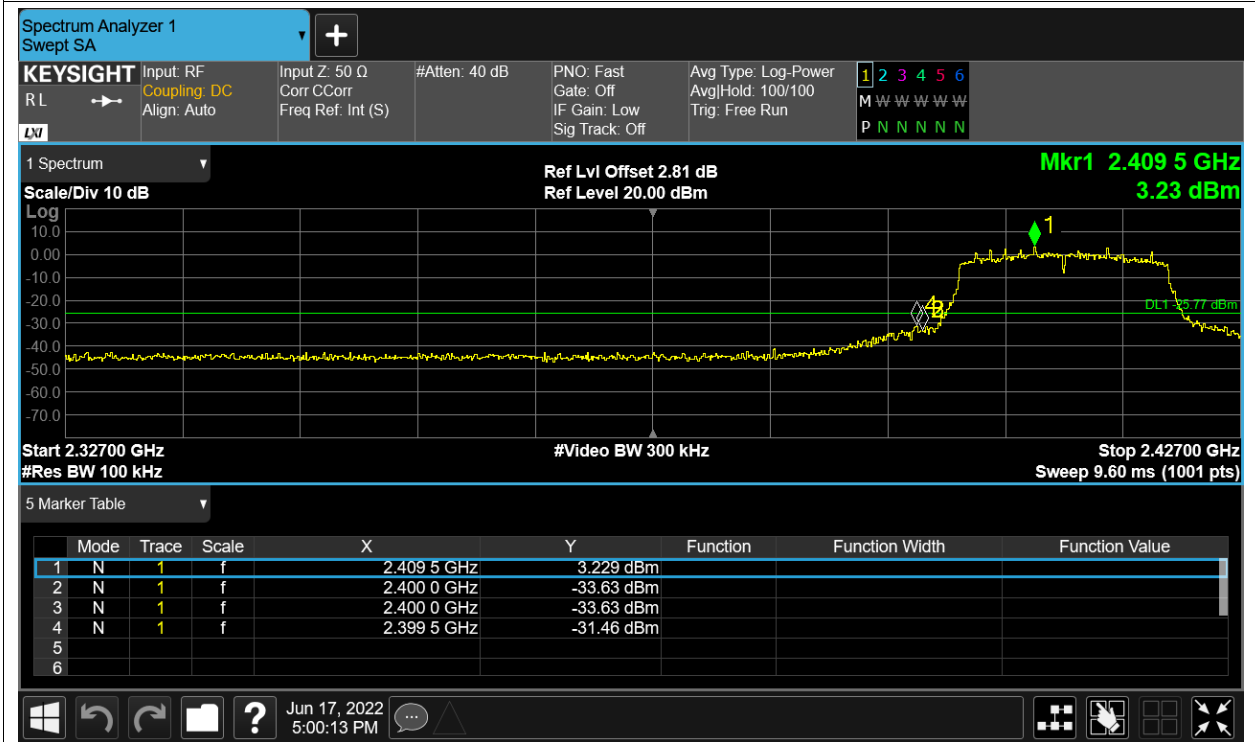 Spectrum Analyzer 1
Swept SA
KEYSIGHT
R L
LXI
Input: RF
Coupling: DC
Align: Auto
Input Z: 50 Ω
Corr CCorr
Freq Ref: Int (S)
#Atten: 40 dB
PNO: Fast
Gate: Off
IF Gain: Low
Sig Track: Off
Avg Type: Log-Power
Avg|Hold: 100/100
Trig: Free Run
1 2 3 4 5 6
M W W W W W
P N N N N N
1 Spectrum
Scale/Div 10 dB
Ref Lvl Offset 2.81 dB
Ref Level 20.00 dBm
Mkr1 2.409 5 GHz
3.23 dBm
Log
10.0
0.00
-10.0
-20.0
-30.0
-40.0
-50.0
-60.0
-70.0
1
4
DL1 -25.77 dBm
Start 2.32700 GHz
#Video BW 300 kHz
Stop 2.42700 GHz
#Res BW 100 kHz
Sweep 9.60 ms (1001 pts)
5 Marker Table
Mode Trace Scale X Y Function Function Width Function Value
1 N 1 f 2.409 5 GHz 3.229 dBm
2 N 1 f 2.400 0 GHz -33.63 dBm
3 N 1 f 2.400 0 GHz -33.63 dBm
4 N 1 f 2.399 5 GHz -31.46 dBm
5
6
?
Jun 17, 2022
5:00:13 PM